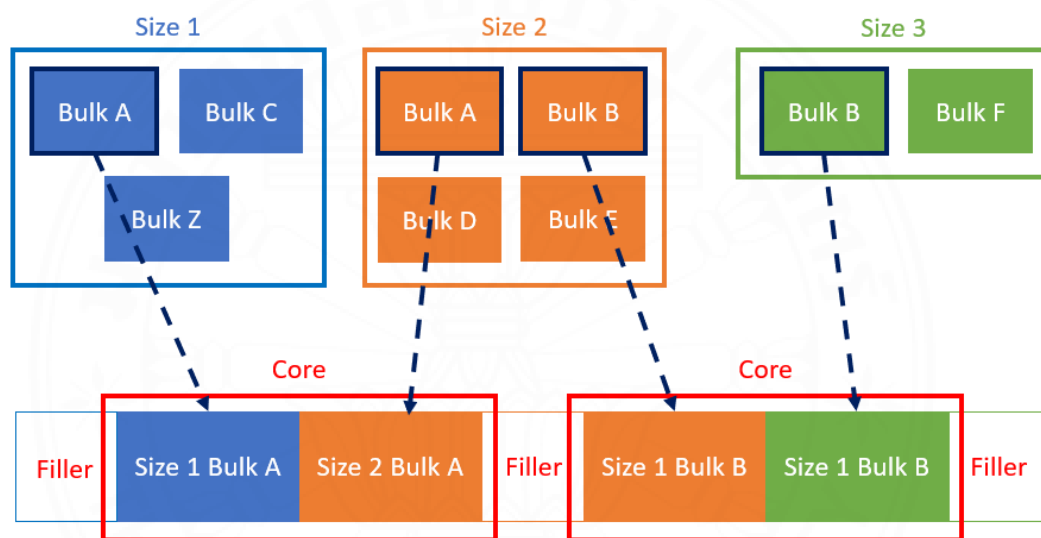 Size 1
Size 2
Size 3
Bulk A
Bulk C
Bulk A
Bulk B
Bulk B
Bulk F
Bulk Z
Bulk D
Bulk E
Core
Core
Filler
Size 1 Bulk A
Size 2 Bulk A
Filler
Size 1 Bulk B
Size 1 Bulk B
Filler